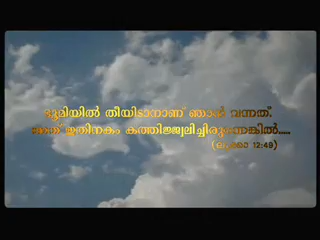 ഭൂമിയിൽ തീയിടാനാണ് ഞാൻ വന്നത്.
അത് ഇതിനകം കത്തിജ്ജ്വലിച്ചിരുന്നെങ്കിൽ.....
(ലൂക്കാ 12:49)